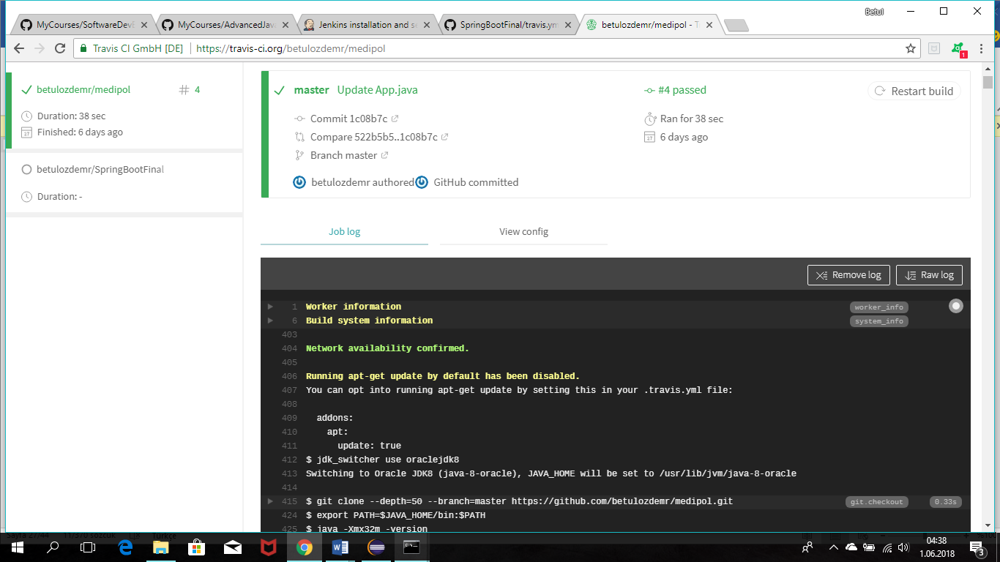 Betul
MyCourses/SoftwareDevE
MyCourses/AdvancedJava
Jenkins installation and se
SpringBootFinal/travis.ym
betulozdemr/medipol - T
Travis CI GmbH [DE]
https://travis-ci.org/betulozdemr/medipol
1
betulozdemr/medipol
# 4
Duration: 38 sec
27
Finished: 6 days ago
betulozdemr/SpringBootFinal
Duration: -
master Update App.java
#4 passed
Restart build
Commit 1c08b7c
Ran for 38 sec
Compare 522b5b5..1c08b7c
27
6 days ago
Branch master
betulozdemr authored
GitHub committed
Job log
View config
Remove log
Raw log
1 Worker information
worker_info
6 Build system information
system_info
403
404 Network availability confirmed.
405
406 Running apt-get update by default has been disabled.
407 You can opt into running apt-get update by setting this in your .travis.yml file:
408
409 addons:
410 apt:
411 update: true
412 $ jdk_switcher use oraclejdk8
413 Switching to Oracle JDK8 (java-8-oracle), JAVA_HOME will be set to /usr/lib/jvm/java-8-oracle
414
415 $ git clone --depth=50 --branch=master https://github.com/betulozdemr/medipol.git
git.checkout
0.33s
424 $ export PATH=$JAVA_HOME/bin:$PATH
425 $ java -Xmx32m -version
Sayfa 27/44 11/370 sözcük Türkçe
%100
04:38
1.06.2018
3